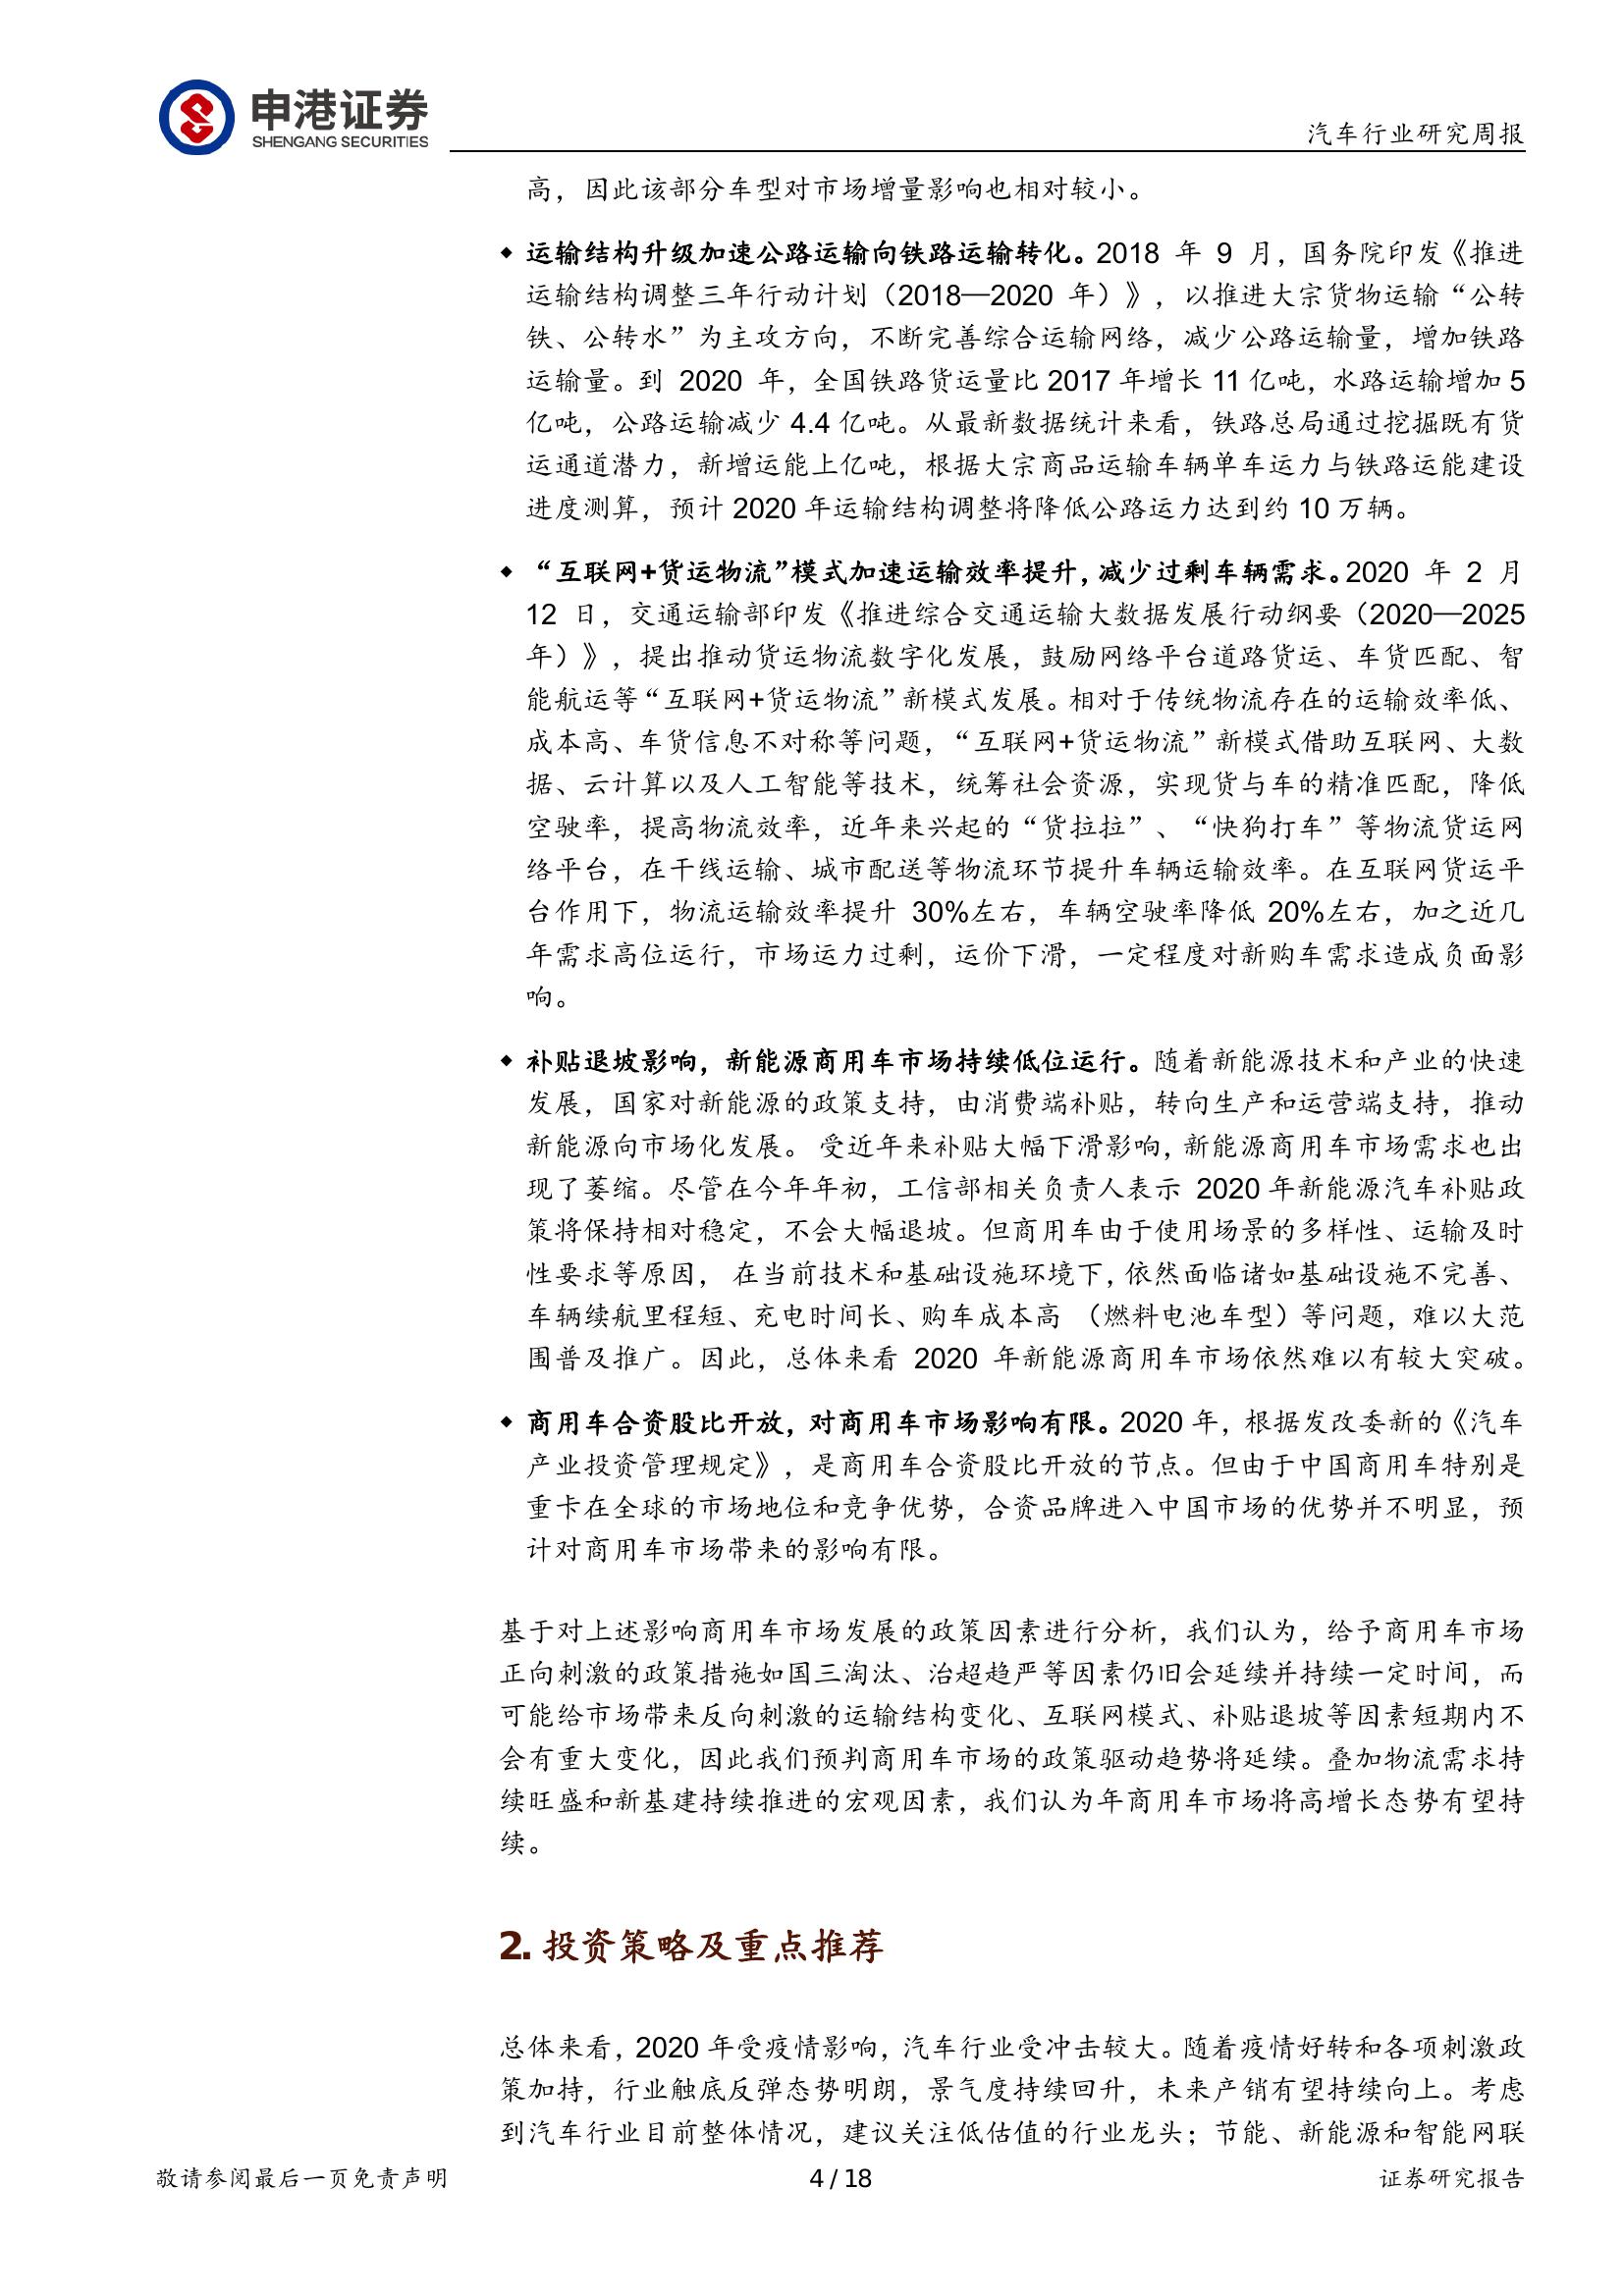 申港证券
SHENGANG SECURITIES
汽车行业研究周报
高，因此该部分车型对市场增量影响也相对较小。
◆ 运输结构升级加速公路运输向铁路运输转化。2018 年 9 月，国务院印发《推进
运输结构调整三年行动计划（2018—2020 年）》，以推进大宗货物运输“公转
铁、公转水”为主攻方向，不断完善综合运输网络，减少公路运输量，增加铁路
运输量。到 2020 年，全国铁路货运量比 2017 年增长 11 亿吨，水路运输增加 5
亿吨，公路运输减少 4.4 亿吨。从最新数据统计来看，铁路总局通过挖掘既有货
运通道潜力，新增运能上亿吨，根据大宗商品运输车辆单车运力与铁路运能建设
进度测算，预计 2020 年运输结构调整将降低公路运力达到约 10 万辆。
◆ “互联网+货运物流”模式加速运输效率提升，减少过剩车辆需求。2020 年 2 月
12 日，交通运输部印发《推进综合交通运输大数据发展行动纲要（2020—2025
年）》，提出推动货运物流数字化发展，鼓励网络平台道路货运、车货匹配、智
能航运等“互联网+货运物流”新模式发展。相对于传统物流存在的运输效率低、
成本高、车货信息不对称等问题，“互联网+货运物流”新模式借助互联网、大数
据、云计算以及人工智能等技术，统筹社会资源，实现货与车的精准匹配，降低
空驶率，提高物流效率，近年来兴起的“货拉拉”、“快狗打车”等物流货运网
络平台，在干线运输、城市配送等物流环节提升车辆运输效率。在互联网货运平
台作用下，物流运输效率提升 30%左右，车辆空驶率降低 20%左右，加之近几
年需求高位运行，市场运力过剩，运价下滑，一定程度对新购车需求造成负面影
响。
◆ 补贴退坡影响，新能源商用车市场持续低位运行。随着新能源技术和产业的快速
发展，国家对新能源的政策支持，由消费端补贴，转向生产和运营端支持，推动
新能源向市场化发展。 受近年来补贴大幅下滑影响，新能源商用车市场需求也出
现了萎缩。尽管在今年年初，工信部相关负责人表示 2020 年新能源汽车补贴政
策将保持相对稳定，不会大幅退坡。但商用车由于使用场景的多样性、运输及时
性要求等原因， 在当前技术和基础设施环境下，依然面临诸如基础设施不完善、
车辆续航里程短、充电时间长、购车成本高 （燃料电池车型）等问题，难以大范
围普及推广。因此，总体来看 2020 年新能源商用车市场依然难以有较大突破。
◆ 商用车合资股比开放，对商用车市场影响有限。2020 年，根据发改委新的《汽车
产业投资管理规定》，是商用车合资股比开放的节点。但由于中国商用车特别是
重卡在全球的市场地位和竞争优势，合资品牌进入中国市场的优势并不明显，预
计对商用车市场带来的影响有限。
基于对上述影响商用车市场发展的政策因素进行分析，我们认为，给予商用车市场
正向刺激的政策措施如国三淘汰、治超趋严等因素仍旧会延续并持续一定时间，而
可能给市场带来反向刺激的运输结构变化、互联网模式、补贴退坡等因素短期内不
会有重大变化，因此我们预判商用车市场的政策驱动趋势将延续。叠加物流需求持
续旺盛和新基建持续推进的宏观因素，我们认为年商用车市场将高增长态势有望持
续。
2. 投资策略及重点推荐
总体来看，2020 年受疫情影响，汽车行业受冲击较大。随着疫情好转和各项刺激政
策加持，行业触底反弹态势明朗，景气度持续回升，未来产销有望持续向上。考虑
到汽车行业目前整体情况，建议关注低估值的行业龙头；节能、新能源和智能网联
敬请参阅最后一页免责声明
4 / 18
证券研究报告